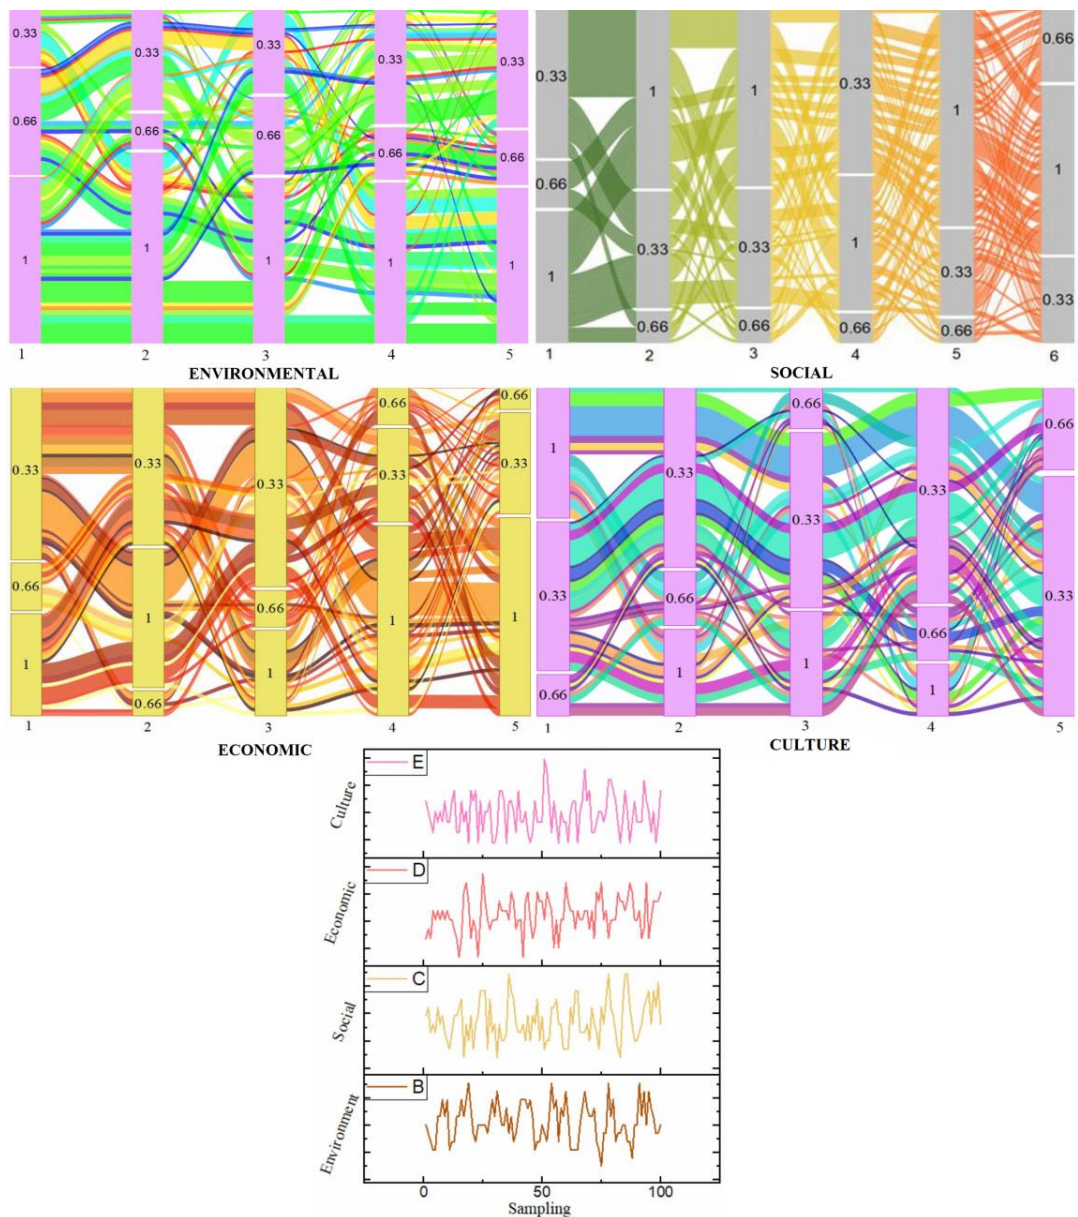 0.33 0.33 0.33 0.33 0.33
0.66 0.66 0.66 0.66 0.66
1 1 1 1 1
1 2 3 4 5
ENVIRONMENTAL
0.33 1 1 0.33 1 0.66
0.66 0.33 0.33 1 0.33 1
1 0.66 0.66 0.66 0.66 0.33
1 2 3 4 5 6
SOCIAL
0.33 0.33 0.33 0.66 0.66
0.66 1 0.66 0.33 0.33
1 0.66 1 1 1
1 2 3 4 5
ECONOMIC
1 0.33 0.66 0.33 0.66
0.33 0.66 0.33 0.66 0.33
0.66 1 1 1
1 2 3 4 5
CULTURE
E
Culture
D
Economic
C
Social
B
Environment
0 50 100
Sampling